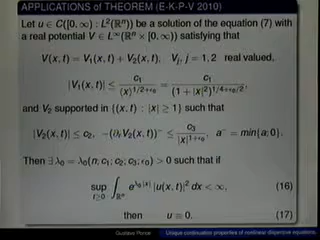 APPLICATIONS of THEOREM (E-K-P-V 2010)
Let u ∈ C([0, ∞) : L²(ℝⁿ)) be a solution of the equation (7) with
a real potential V ∈ L^∞(ℝⁿ × [0, ∞)) satisfying that
V(x, t) = V₁(x, t) + V₂(x, t), Vⱼ, j = 1, 2 real valued,
|V₁(x, t)| ≤ c₁/⟨x⟩^{1/2+ε₀} = c₁/(1 + |x|²)^{1/4+ε₀/2},
and V₂ supported in {(x, t) : |x| ≥ 1} such that
|V₂(x, t)| ≤ c₂, −(∂ᵣV₂(x, t))⁻ ≤ c₃/|x|^{1+ε₀}, a⁻ = min{a; 0}.
Then ∃ λ₀ = λ₀(n; c₁; c₂; c₃; ε₀) > 0 such that if
sup_{t≥0} ∫_{ℝⁿ} e^{λ₀|x|} |u(x, t)|² dx < ∞, (16)
then u ≡ 0. (17)
Gustavo Ponce Unique continuation properties of nonlinear dispersive equations